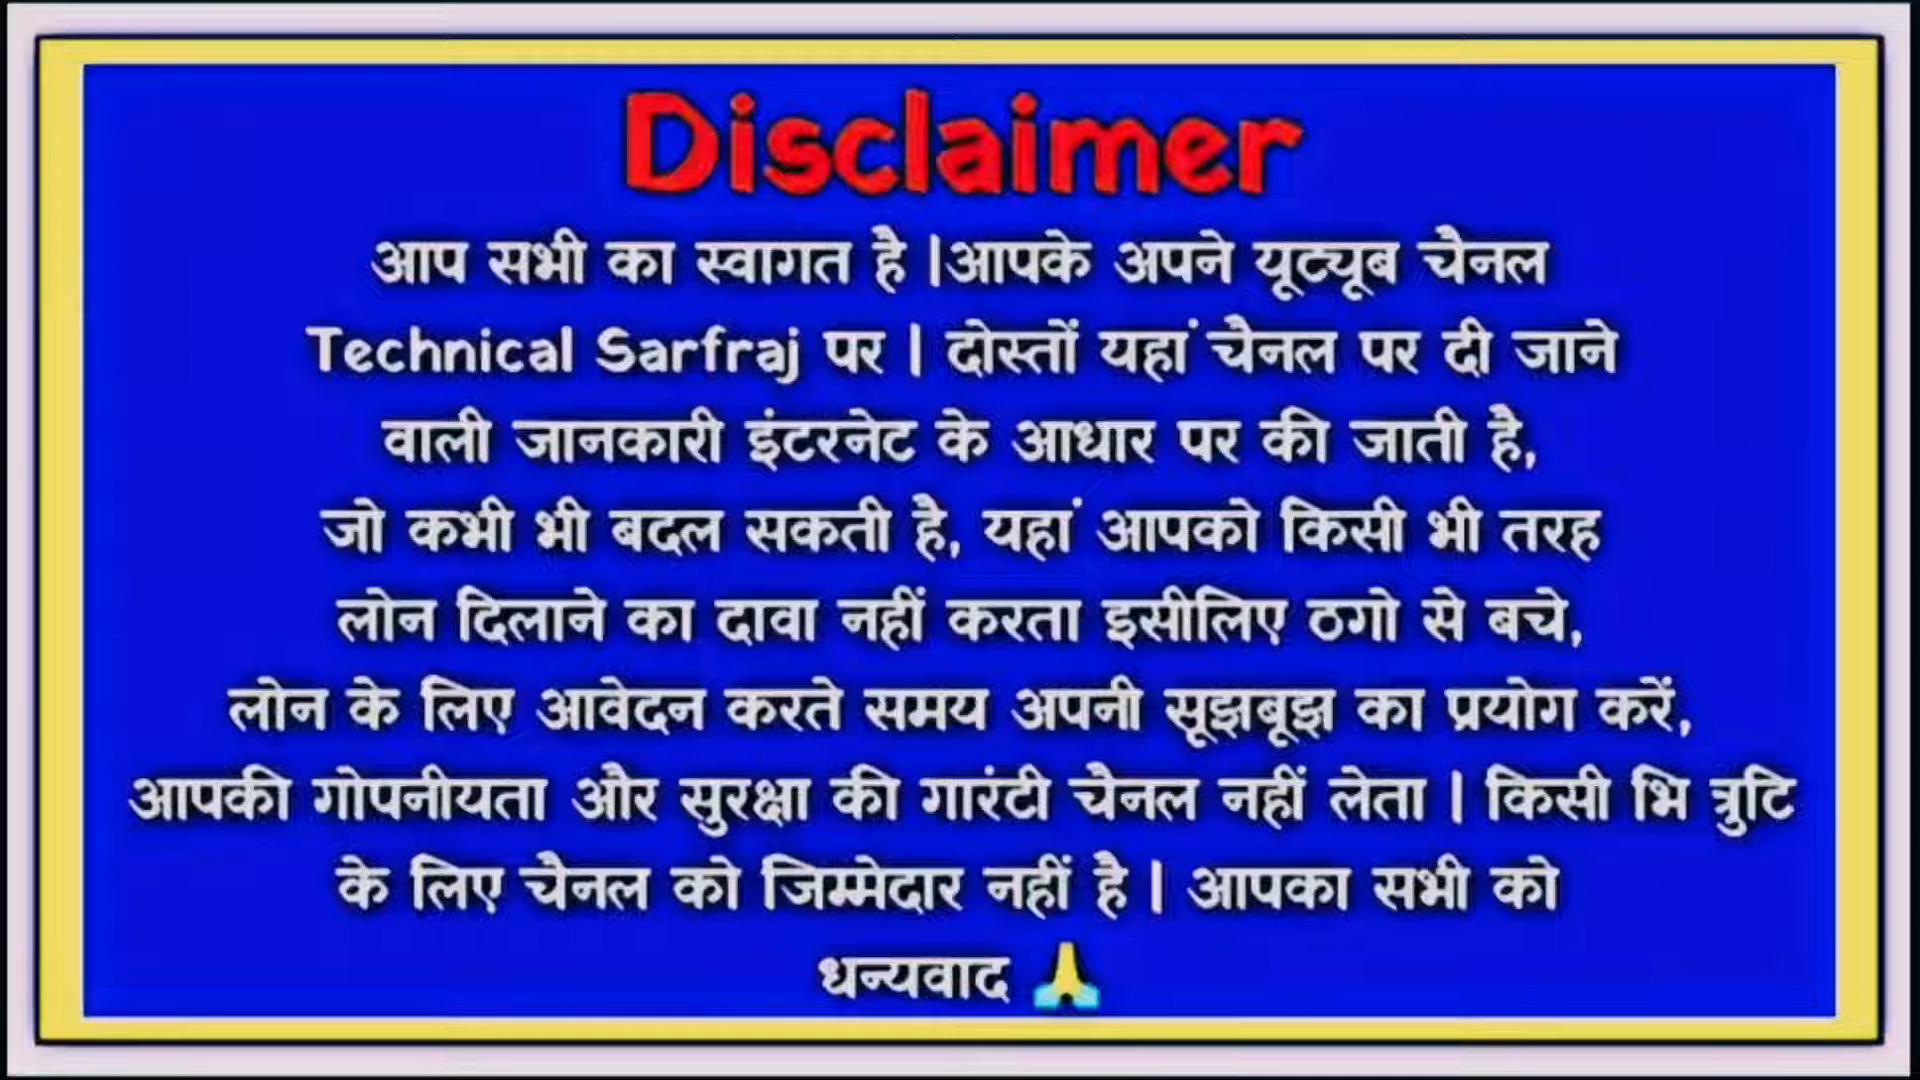 Disclaimer
आप सभी का स्वागत है |आपके अपने यूट्यूब चैनल
Technical Sarfraj पर | दोस्तों यहां चैनल पर दी जाने
वाली जानकारी इंटरनेट के आधार पर की जाती है,
जो कभी भी बदल सकती है, यहां आपको किसी भी तरह
लोन दिलाने का दावा नहीं करता इसीलिए ठगो से बचे,
लोन के लिए आवेदन करते समय अपनी सूझबूझ का प्रयोग करें,
आपकी गोपनीयता और सुरक्षा की गारंटी चैनल नहीं लेता | किसी भि त्रुटि
के लिए चैनल को जिम्मेदार नहीं है | आपका सभी को
धन्यवाद 🙏